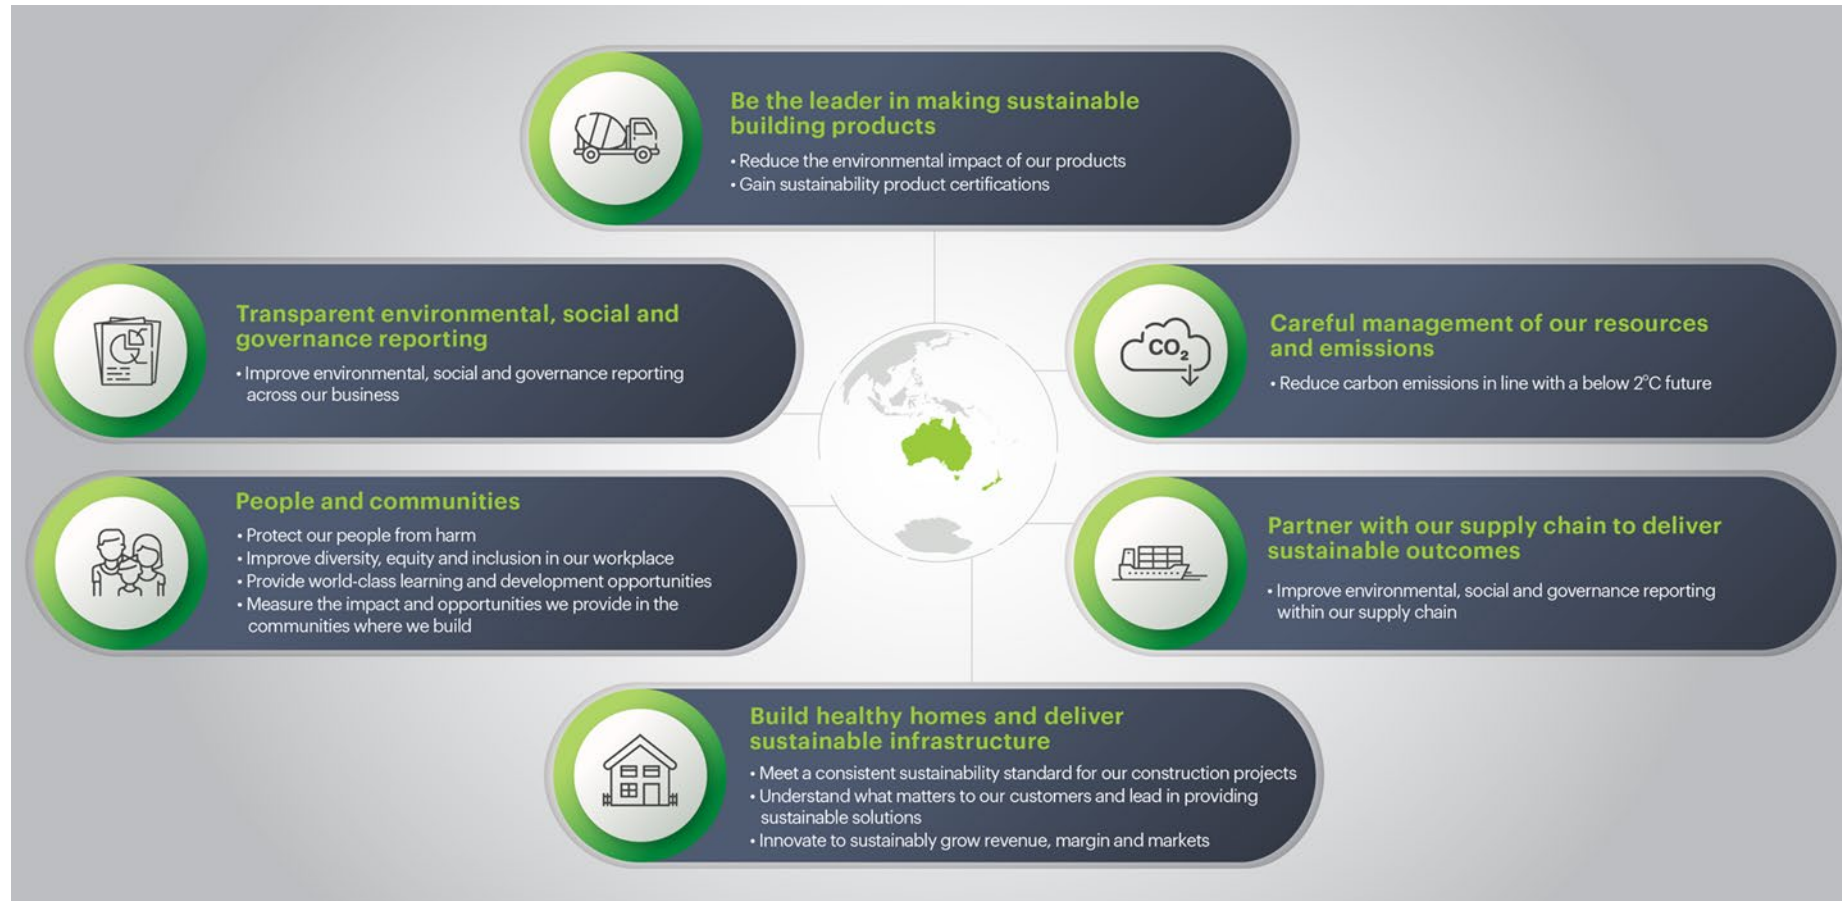 Be the leader in making sustainable
building products
• Reduce the environmental impact of our products
• Gain sustainability product certifications
Transparent environmental, social and
governance reporting
• Improve environmental, social and governance reporting
across our business
CO₂
Careful management of our resources
and emissions
• Reduce carbon emissions in line with a below 2°C future
People and communities
• Protect our people from harm
• Improve diversity, equity and inclusion in our workplace
• Provide world-class learning and development opportunities
• Measure the impact and opportunities we provide in the
communities where we build
Partner with our supply chain to deliver
sustainable outcomes
• Improve environmental, social and governance reporting
within our supply chain
Build healthy homes and deliver
sustainable infrastructure
• Meet a consistent sustainability standard for our construction projects
• Understand what matters to our customers and lead in providing
sustainable solutions
• Innovate to sustainably grow revenue, margin and markets